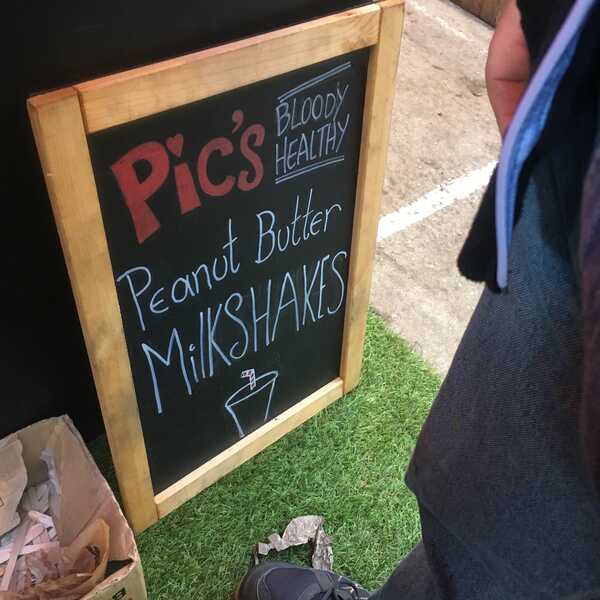 Pic's
BLOODY
HEALTHY
Peanut Butter
MilKSHAKES